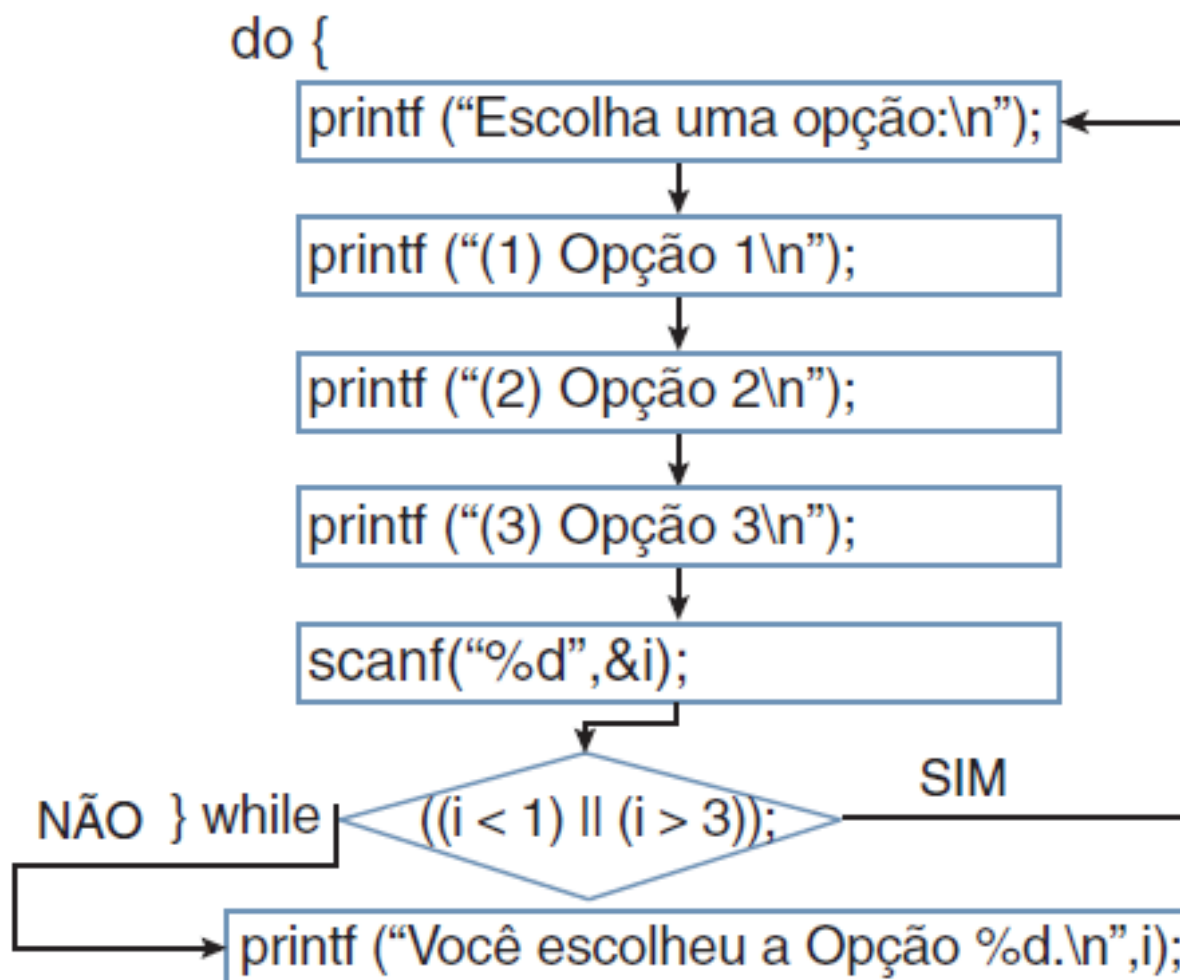 do {
printf (“Escolha uma opção:\n”);
printf (“(1) Opção 1\n”);
printf (“(2) Opção 2\n”);
printf (“(3) Opção 3\n”);
scanf(“%d”,&i);
SIM
NÃO } while ((i < 1) || (i > 3));
printf (“Você escolheu a Opção %d.\n”,i);